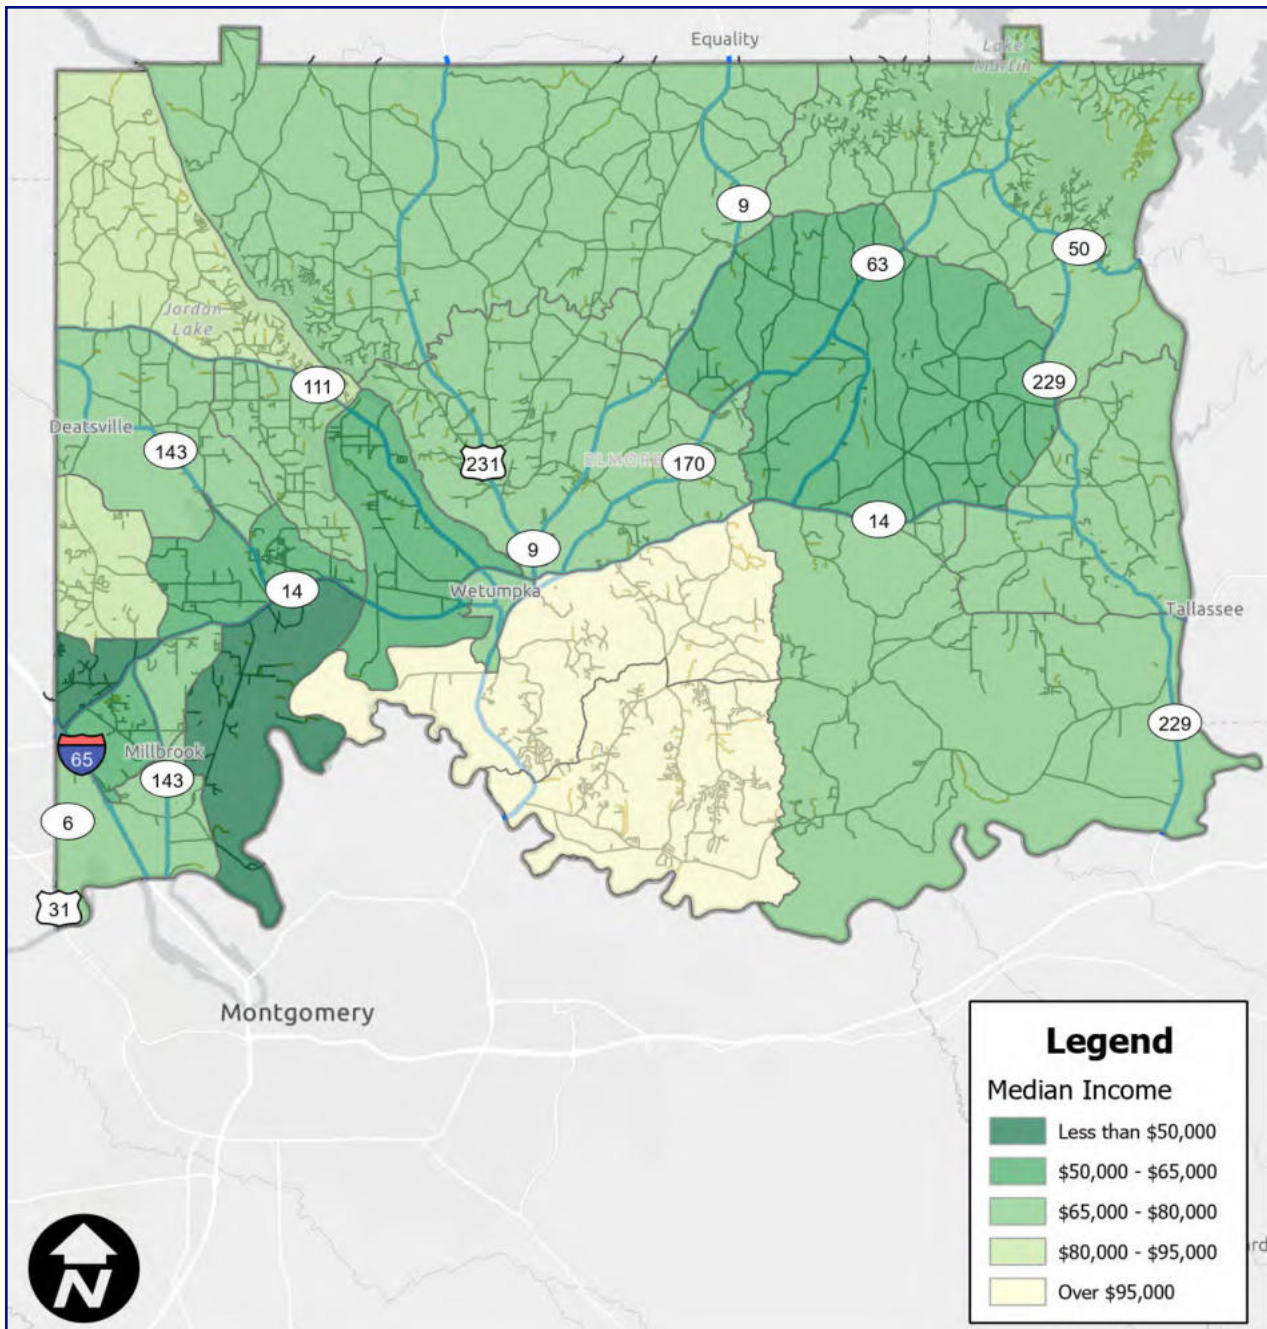 Equality
Lake
Martin
9
63
50
Jordan
Lake
111
229
Deatsville
143
231
ELMORE
170
14
9
14
Wetumpka
Tallassee
229
65
Millbrook
143
6
31
Montgomery
Legend
Median Income
Less than $50,000
$50,000 - $65,000
$65,000 - $80,000
$80,000 - $95,000
Over $95,000
N